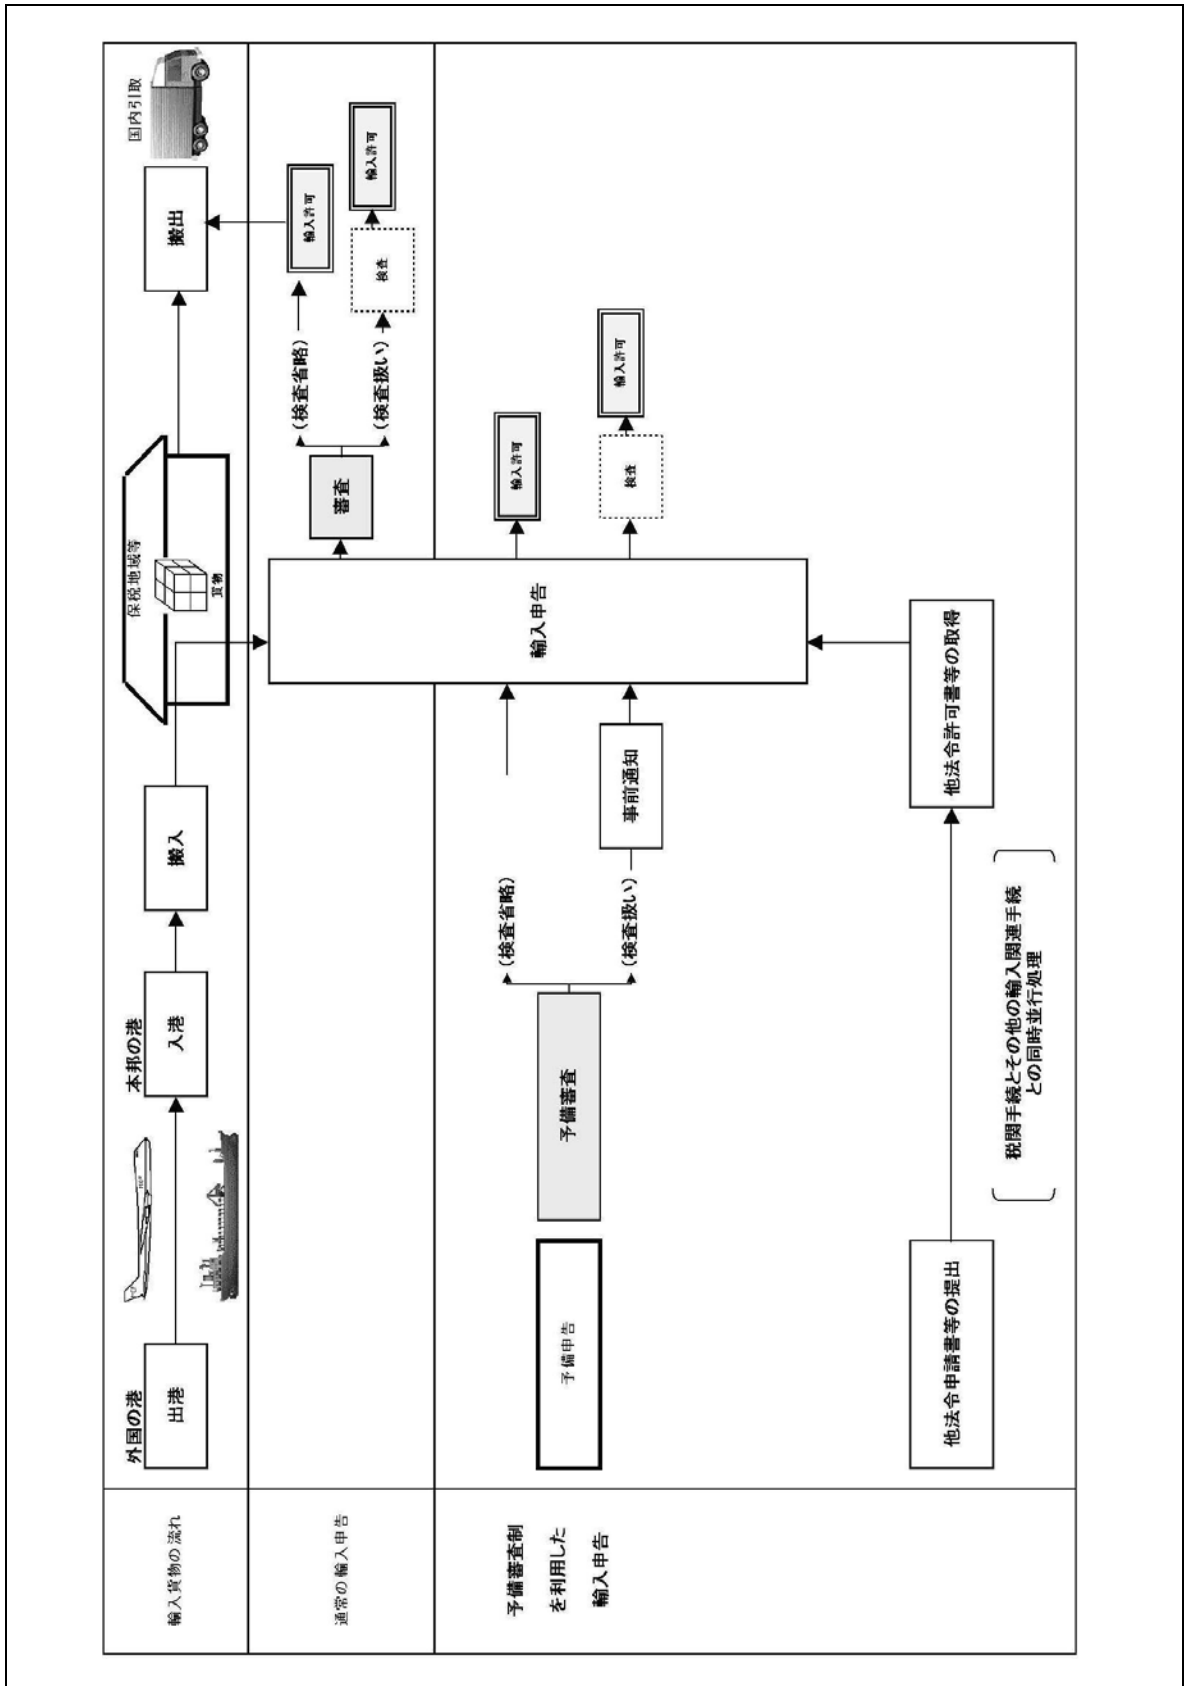 輸入貨物の流れ
外国の港
出港
本邦の港
入港
搬入
保税地域等
貨物
搬出
国内引取
通常の輸入申告
輸入申告
審査
(検査省略)
輸入許可
(検査扱い)
検査
輸入許可
予備審査制
を利用した
輸入申告
予備申告
予備審査
(検査省略)
(検査扱い)
事前通知
輸入許可
検査
輸入許可
他法令申請書等の提出
税関手続とその他の輸入関連手続
との同時並行処理
他法令許可書等の取得